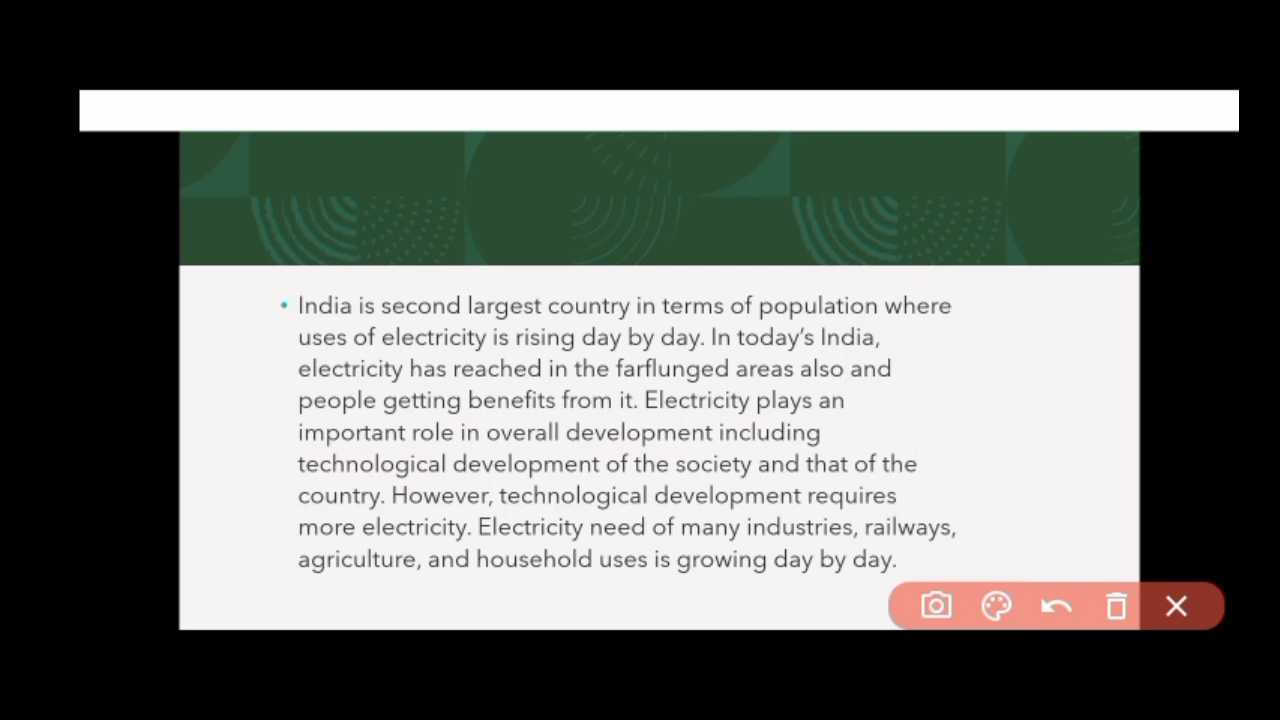 • India is second largest country in terms of population where
uses of electricity is rising day by day. In today’s India,
electricity has reached in the farflunged areas also and
people getting benefits from it. Electricity plays an
important role in overall development including
technological development of the society and that of the
country. However, technological development requires
more electricity. Electricity need of many industries, railways,
agriculture, and household uses is growing day by day.